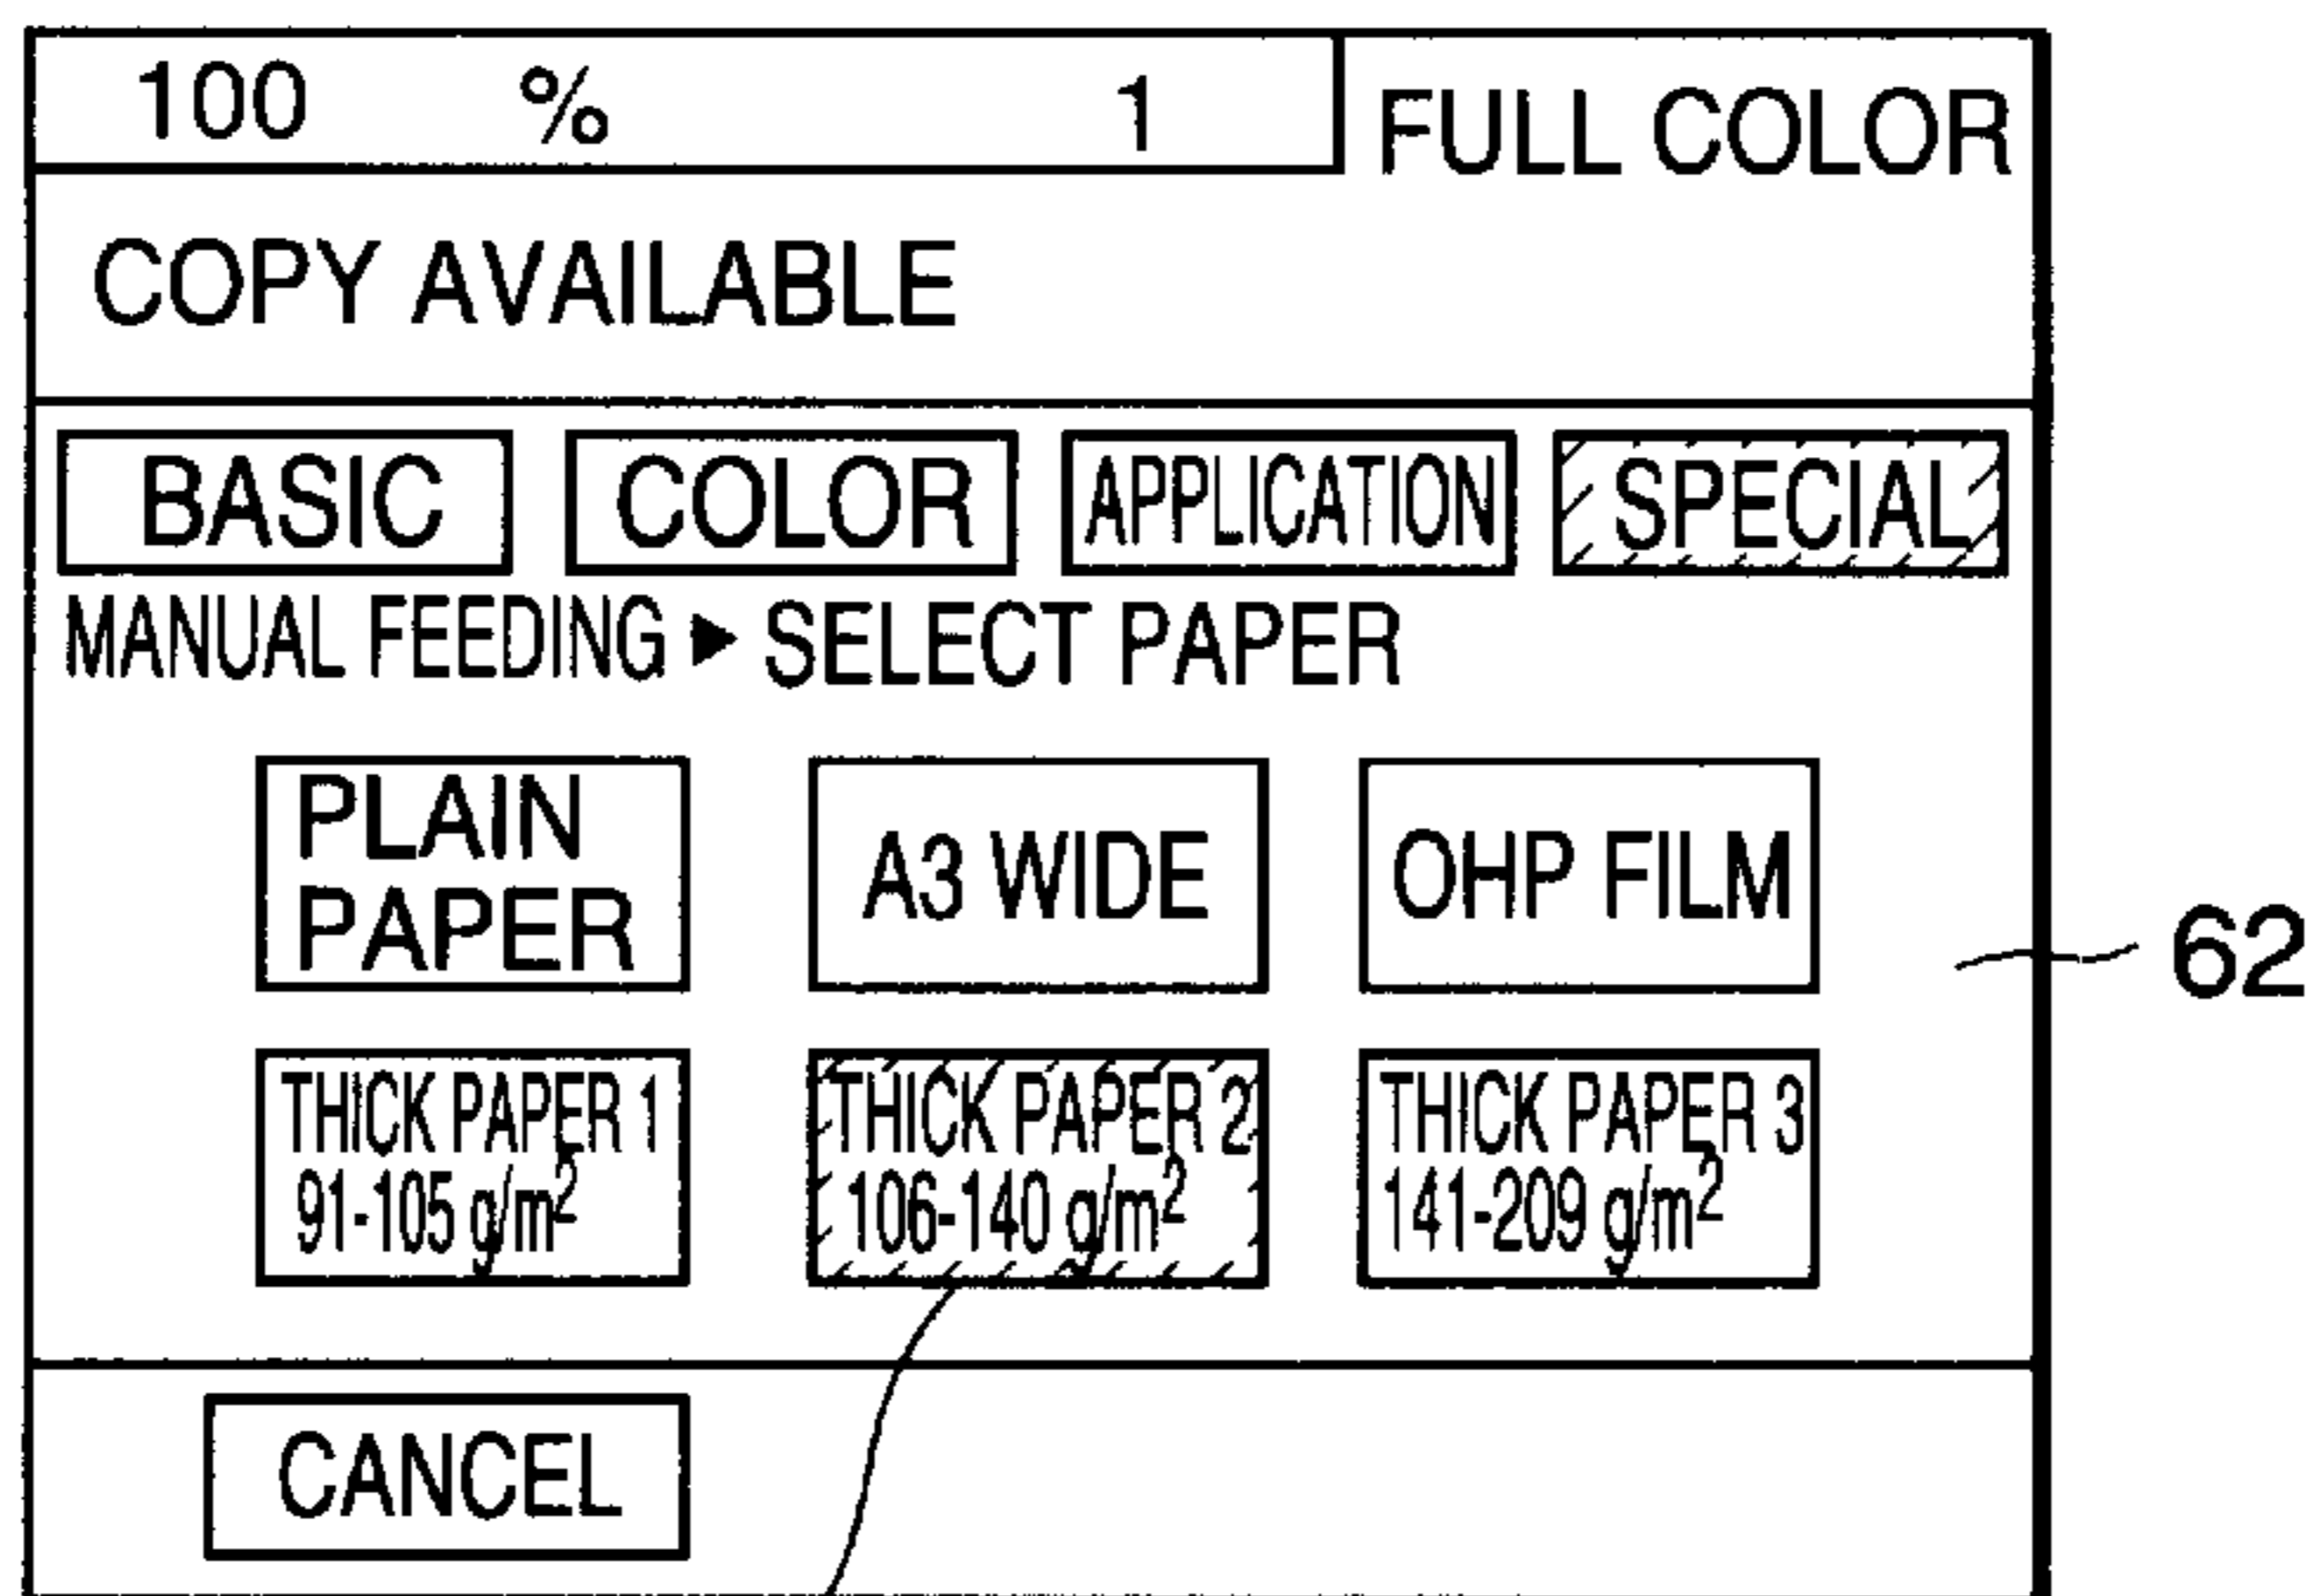 100 % 1 FULL COLOR
COPY AVAILABLE
BASIC COLOR APPLICATION SPECIAL
MANUAL FEEDING ▶ SELECT PAPER
PLAIN
PAPER
A3 WIDE
OHP FILM
62
THICK PAPER 1
91-105 g/m²
THICK PAPER 2
106-140 g/m²
THICK PAPER 3
141-209 g/m²
CANCEL